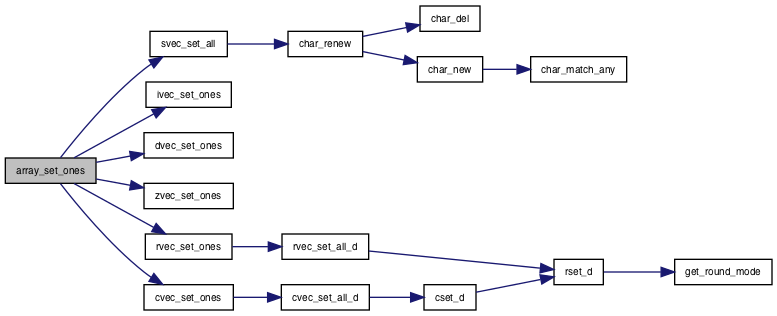 array_set_ones
svec_set_all
char_renew
char_del
char_new
char_match_any
ivec_set_ones
dvec_set_ones
zvec_set_ones
rvec_set_ones
rvec_set_all_d
rset_d
get_round_mode
cvec_set_ones
cvec_set_all_d
cset_d